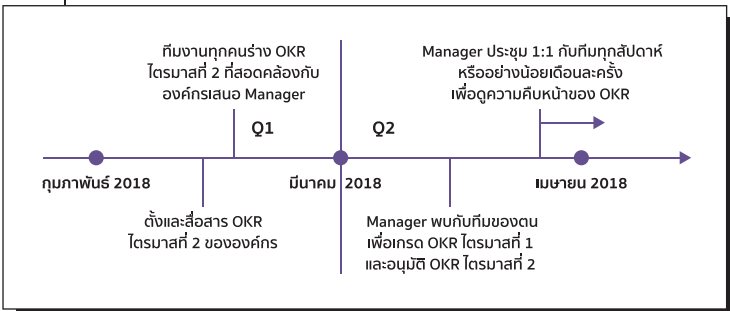 ทีมงานทุกคนร่าง OKR
ไตรมาสที่ 2 ที่สอดคล้องกับ
องค์กรเสนอ Manager
Manager ประชุม 1:1 กับทีมทุกสัปดาห์
หรืออย่างน้อยเดือนละครั้ง
เพื่อดูความคืบหน้าของ OKR
Q1
Q2
กุมภาพันธ์ 2018
มีนาคม 2018
เมษายน 2018
ตั้งและสื่อสาร OKR
ไตรมาสที่ 2 ขององค์กร
Manager พบกับทีมของตน
เพื่อเกรด OKR ไตรมาสที่ 1
และอนุมัติ OKR ไตรมาสที่ 2